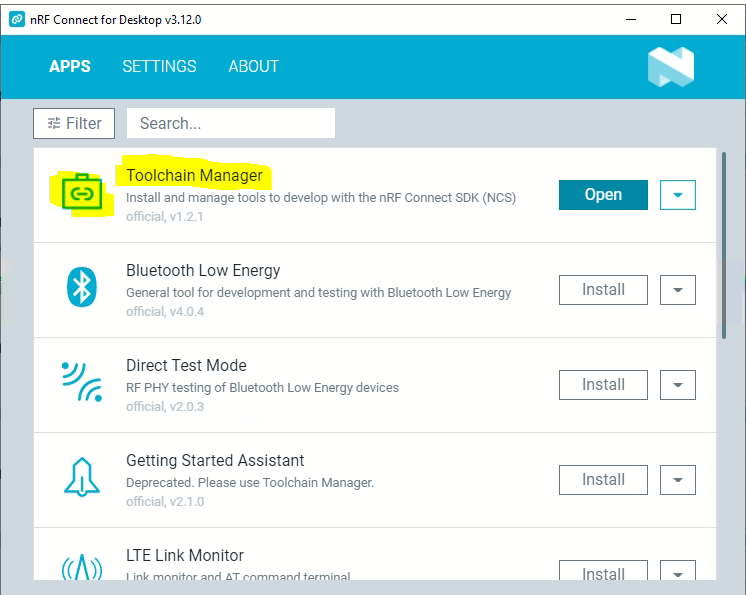 nRF Connect for Desktop v3.12.0
APPS SETTINGS ABOUT
Filter Search...
Toolchain Manager
Install and manage tools to develop with the nRF Connect SDK (NCS)
official, v1.2.1
Open
Bluetooth Low Energy
General tool for development and testing with Bluetooth Low Energy
official, v4.0.4
Install
Direct Test Mode
RF PHY testing of Bluetooth Low Energy devices
official, v2.0.3
Install
Getting Started Assistant
Deprecated. Please use Toolchain Manager.
official, v2.1.0
Install
LTE Link Monitor
Link monitor and AT command terminal
Install